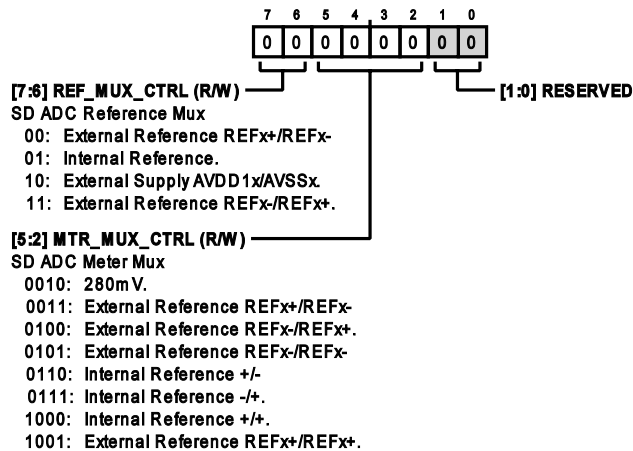 7 6 5 4 3 2 1 0
0 0 0 0 0 0 0 0
[7:6] REF_MUX_CTRL (R/W)
[1:0] RESERVED
SD ADC Reference Mux
00: External Reference REFx+/REFx-
01: Internal Reference.
10: External Supply AVDD1x/AVSSx.
11: External Reference REFx-/REFx+.
[5:2] MTR_MUX_CTRL (R/W)
SD ADC Meter Mux
0010: 280mV.
0011: External Reference REFx+/REFx-
0100: External Reference REFx-/REFx+.
0101: External Reference REFx-/REFx-
0110: Internal Reference +/-
0111: Internal Reference -/+.
1000: Internal Reference +/+.
1001: External Reference REFx+/REFx+.